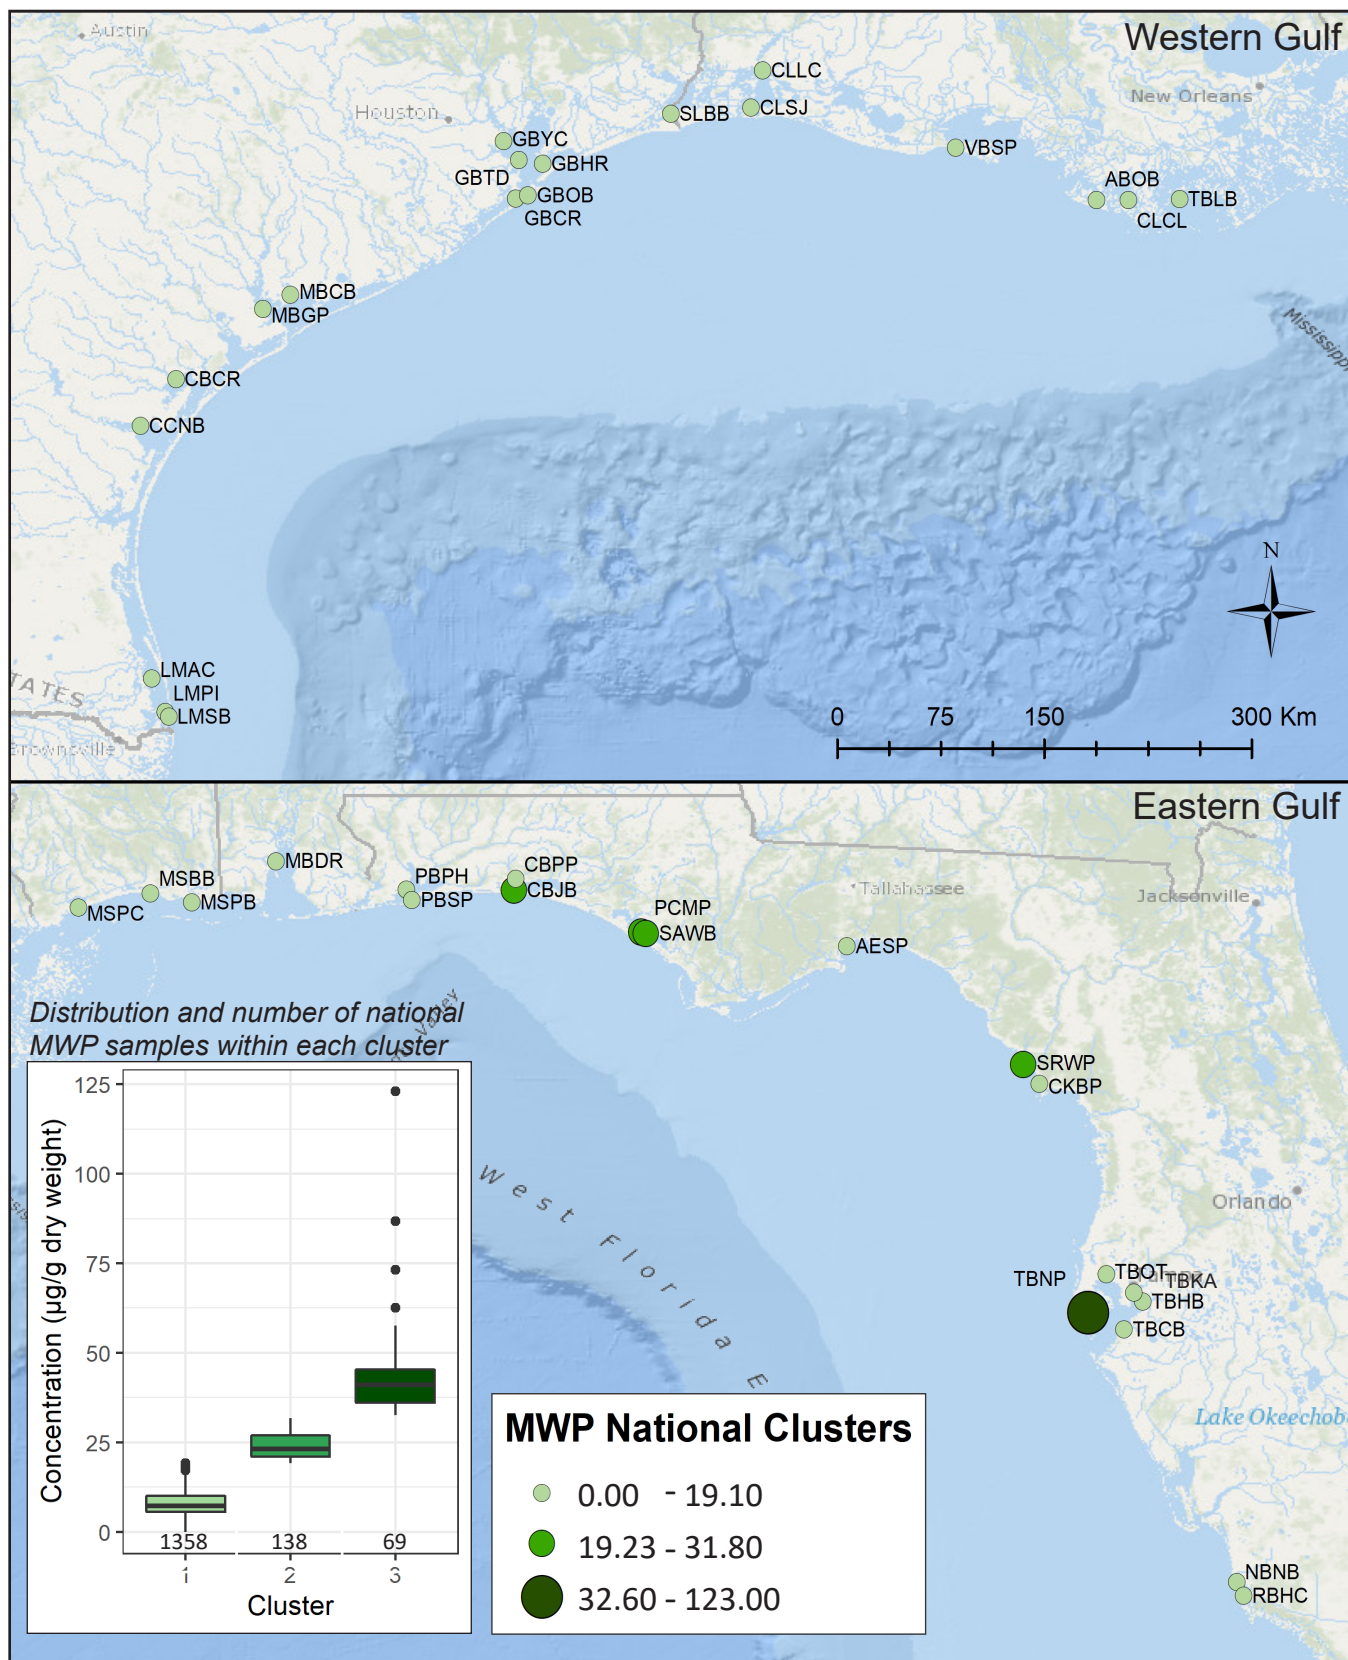 Western Gulf
Austin
Houston
New Orleans
CLLC
CLSJ
SLBB
GBYC
GBTD
GBHR
GBOB
GBCR
VBSP
ABOB
TBLB
CLCL
MBCB
MBGP
CBCR
CCNB
LMAC
LMPI
LMSB
TATES
Brownsville
N
0 75 150 300 Km
Eastern Gulf
MBDR
MSBB
MSPC
MSPB
PBPH
PBSP
CBPP
CBJB
PCMP
SAWB
Tallahassee
Jacksonville
AESP
SRWP
CKBP
Orlando
TBNP
TBOT
TBKA
TBHB
TBCB
Lake Okeechob
NBNB
RBHC
Valley
West Florida E
Distribution and number of national
MWP samples within each cluster
Concentration (µg/g dry weight)
125
100
75
50
25
0
1358 138 69
1 2 3
Cluster
MWP National Clusters
0.00 - 19.10
19.23 - 31.80
32.60 - 123.00